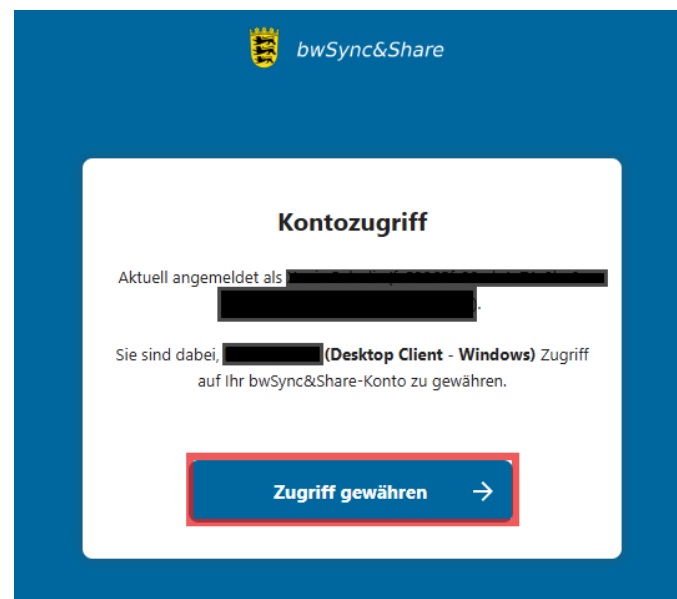 bwSync&Share
Kontozugriff
Aktuell angemeldet als
.
Sie sind dabei, (Desktop Client - Windows) Zugriff
auf Ihr bwSync&Share-Konto zu gewähren.
Zugriff gewähren